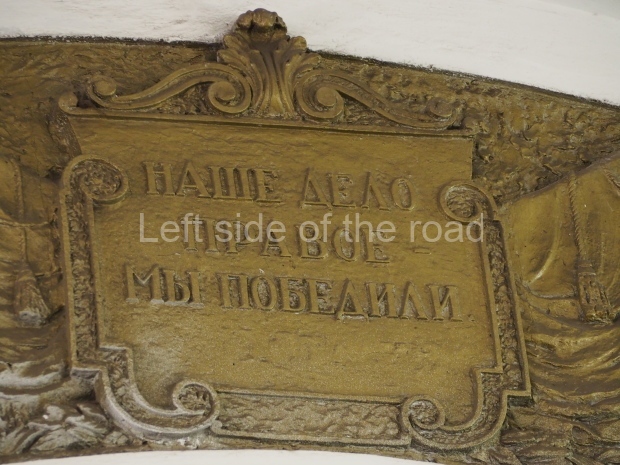 НАШЕ ДЕЛО
ПРАВОЕ -
МЫ ПОБЕДИЛИ.
Left side of the road